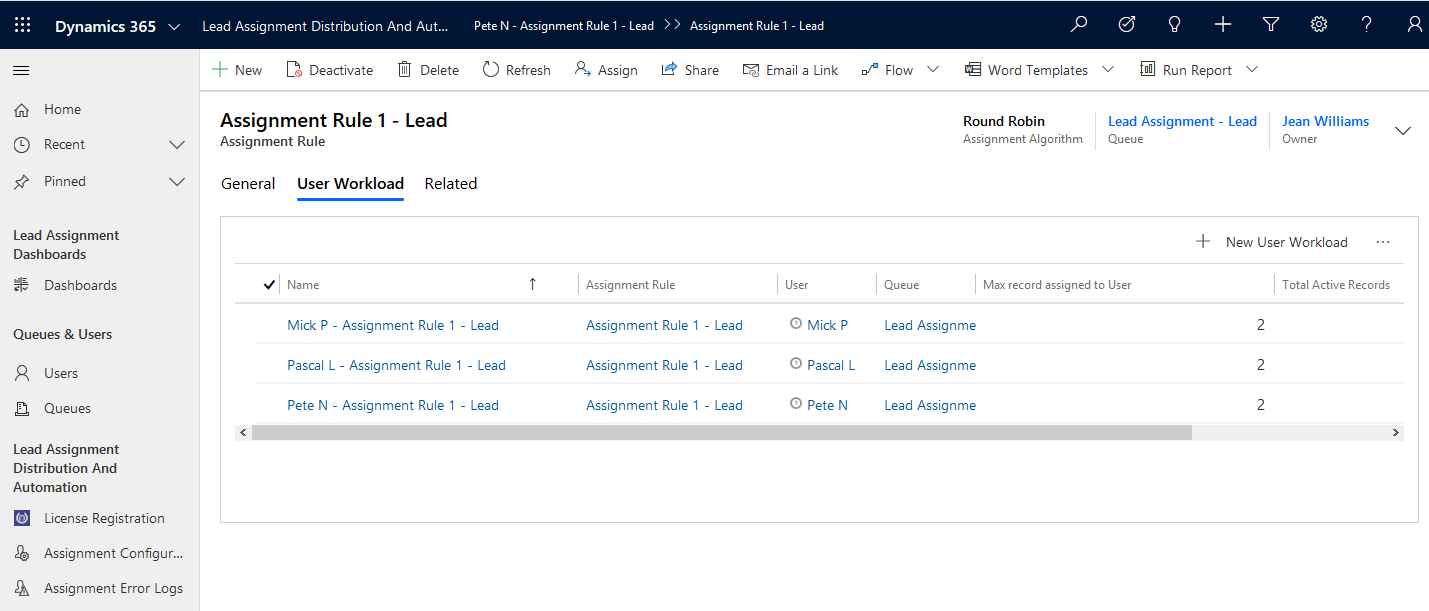 Dynamics 365 Lead Assignment Distribution And Aut... Pete N - Assignment Rule 1 - Lead >> Assignment Rule 1 - Lead
New Deactivate Delete Refresh Assign Share Email a Link Flow Word Templates Run Report
Home
Recent
Pinned
Lead Assignment
Dashboards
Dashboards
Queues & Users
Users
Queues
Lead Assignment
Distribution And
Automation
License Registration
Assignment Configur...
Assignment Error Logs
Assignment Rule 1 - Lead
Assignment Rule
Round Robin
Assignment Algorithm
Lead Assignment - Lead
Queue
Jean Williams
Owner
General User Workload Related
+ New User Workload ...
Name ↑ Assignment Rule User Queue Max record assigned to User Total Active Records
Mick P - Assignment Rule 1 - Lead Assignment Rule 1 - Lead Mick P Lead Assignme 2
Pascal L - Assignment Rule 1 - Lead Assignment Rule 1 - Lead Pascal L Lead Assignme 2
Pete N - Assignment Rule 1 - Lead Assignment Rule 1 - Lead Pete N Lead Assignme 2